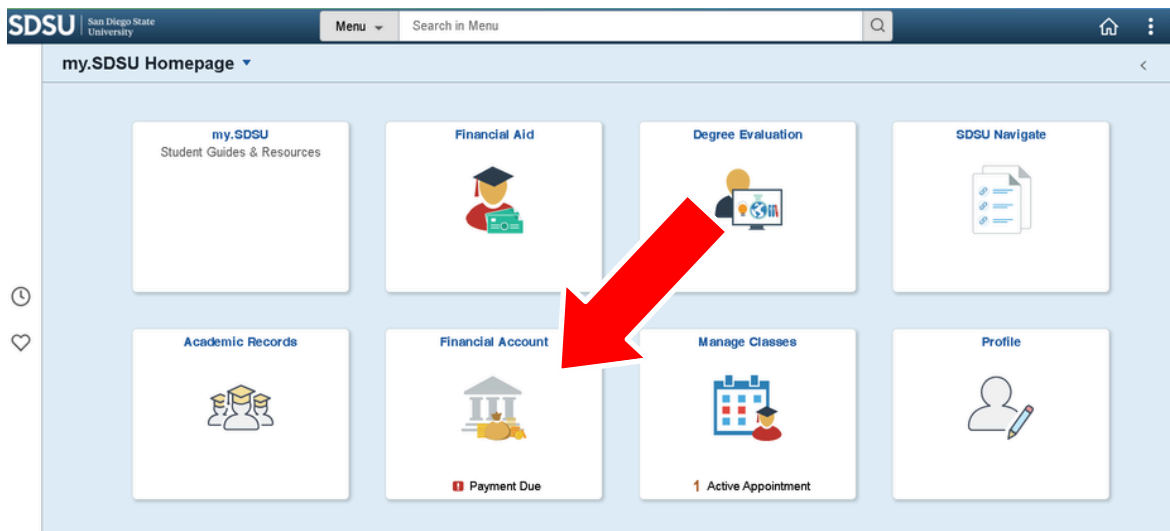 SDSU San Diego State
University
Menu
Search in Menu
my.SDSU Homepage
my.SDSU
Student Guides & Resources
Financial Aid
Degree Evaluation
SDSU Navigate
Academic Records
Financial Account
Manage Classes
Profile
! Payment Due
1 Active Appointment